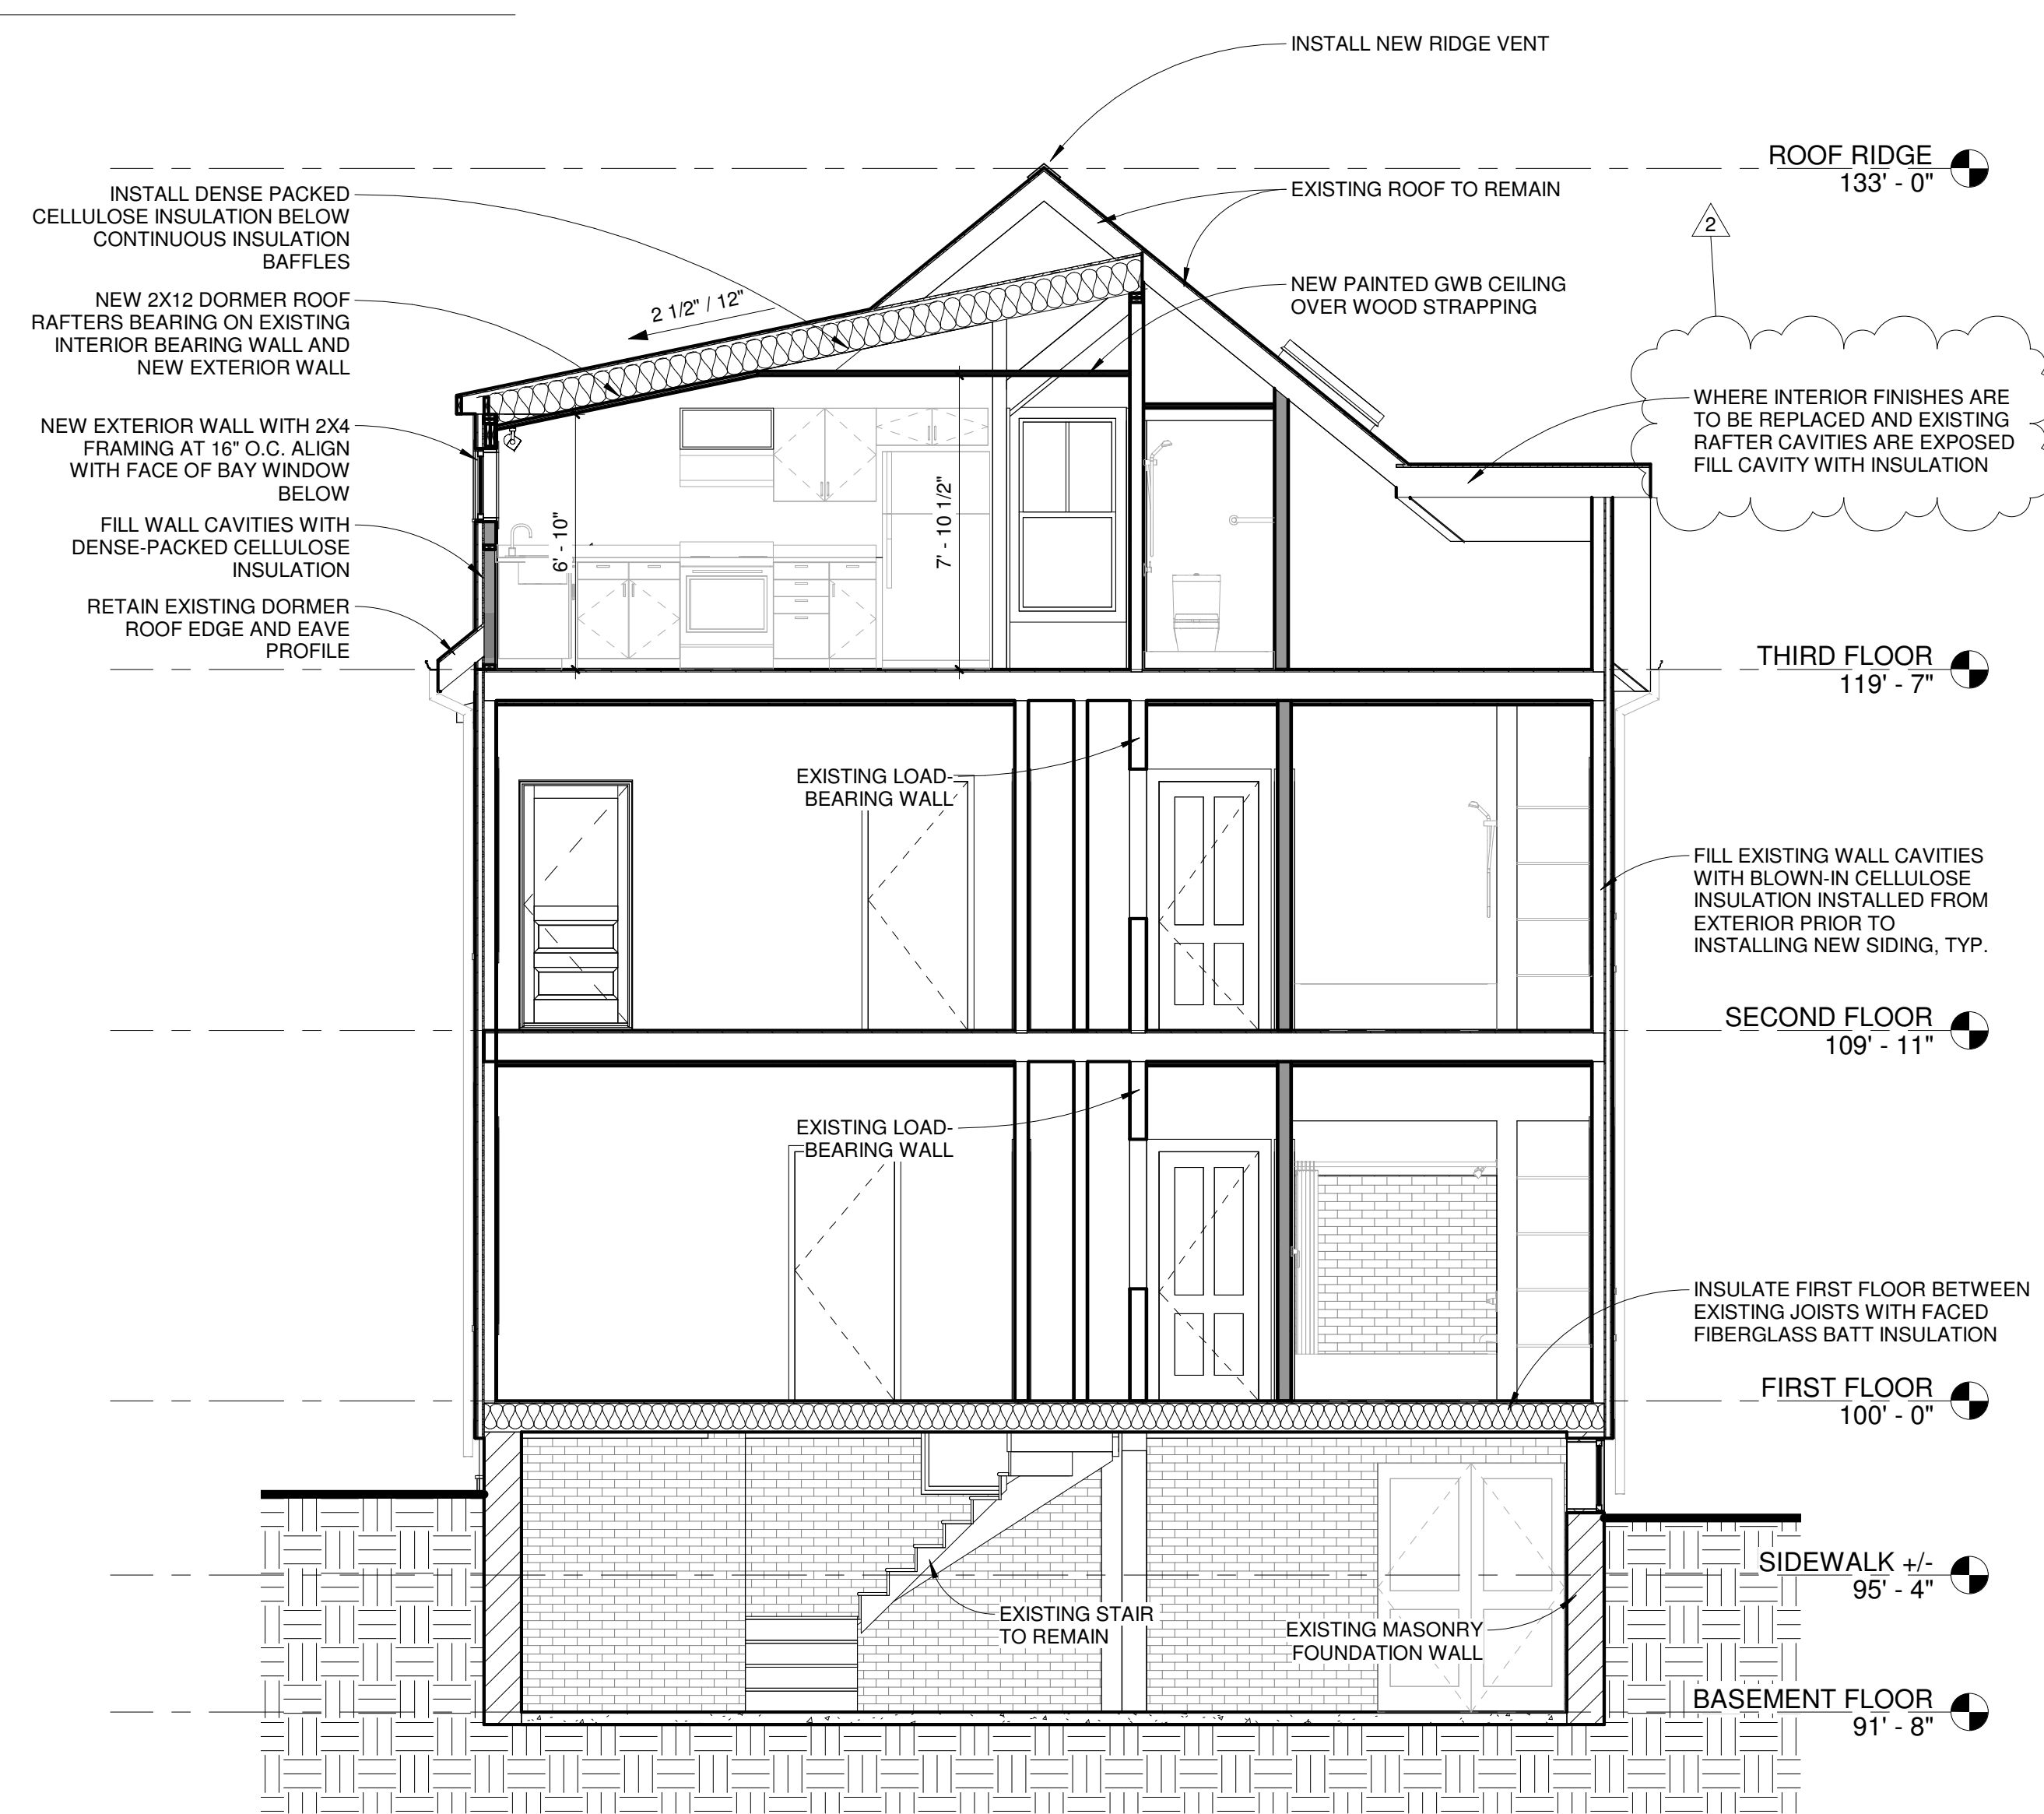 INSTALL NEW RIDGE VENT
ROOF RIDGE
133' - 0"
INSTALL DENSE PACKED
CELLULOSE INSULATION BELOW
CONTINUOUS INSULATION
BAFFLES
EXISTING ROOF TO REMAIN
2
NEW 2X12 DORMER ROOF
RAFTERS BEARING ON EXISTING
INTERIOR BEARING WALL AND
NEW EXTERIOR WALL
2 1/2" / 12"
NEW PAINTED GWB CEILING
OVER WOOD STRAPPING
NEW EXTERIOR WALL WITH 2X4
FRAMING AT 16" O.C. ALIGN
WITH FACE OF BAY WINDOW
BELOW
WHERE INTERIOR FINISHES ARE
TO BE REPLACED AND EXISTING
RAFTER CAVITIES ARE EXPOSED
FILL CAVITY WITH INSULATION
FILL WALL CAVITIES WITH
DENSE-PACKED CELLULOSE
INSULATION
6' - 10"
7' - 10 1/2"
RETAIN EXISTING DORMER
ROOF EDGE AND EAVE
PROFILE
THIRD FLOOR
119' - 7"
EXISTING LOAD-
BEARING WALL
FILL EXISTING WALL CAVITIES
WITH BLOWN-IN CELLULOSE
INSULATION INSTALLED FROM
EXTERIOR PRIOR TO
INSTALLING NEW SIDING, TYP.
SECOND FLOOR
109' - 11"
EXISTING LOAD-
BEARING WALL
INSULATE FIRST FLOOR BETWEEN
EXISTING JOISTS WITH FACED
FIBERGLASS BATT INSULATION
FIRST FLOOR
100' - 0"
SIDEWALK +/-
95' - 4"
EXISTING STAIR
TO REMAIN
EXISTING MASONRY
FOUNDATION WALL
BASEMENT FLOOR
91' - 8"